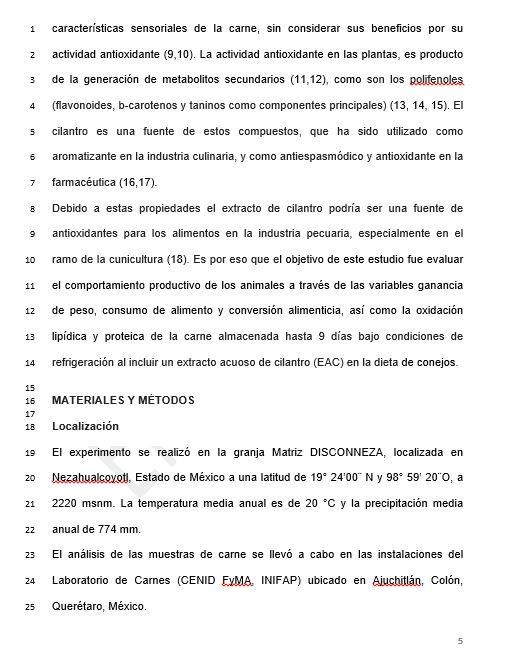 1 características sensoriales de la carne, sin considerar sus beneficios por su
2 actividad antioxidante (9,10). La actividad antioxidante en las plantas, es producto
3 de la generación de metabolitos secundarios (11,12), como son los polifenoles
4 (flavonoides, b-carotenos y taninos como componentes principales) (13, 14, 15). El
5 cilantro es una fuente de estos compuestos, que ha sido utilizado como
6 aromatizante en la industria culinaria, y como antiespasmódico y antioxidante en la
7 farmacéutica (16,17).
8 Debido a estas propiedades el extracto de cilantro podría ser una fuente de
9 antioxidantes para los alimentos en la industria pecuaria, especialmente en el
10 ramo de la cunicultura (18). Es por eso que el objetivo de este estudio fue evaluar
11 el comportamiento productivo de los animales a través de las variables ganancia
12 de peso, consumo de alimento y conversión alimenticia, así como la oxidación
13 lipídica y proteica de la carne almacenada hasta 9 días bajo condiciones de
14 refrigeración al incluir un extracto acuoso de cilantro (EAC) en la dieta de conejos.
15
16 MATERIALES Y MÉTODOS
17
18 Localización
19 El experimento se realizó en la granja Matriz DISCONNEZA, localizada en
20 Nezahualcoyotl, Estado de México a una latitud de 19° 24'00¨ N y 98° 59' 20¨O, a
21 2220 msnm. La temperatura media anual es de 20 °C y la precipitación media
22 anual de 774 mm.
23 El análisis de las muestras de carne se llevó a cabo en las instalaciones del
24 Laboratorio de Carnes (CENID FyMA, INIFAP) ubicado en Ajuchitlán, Colón,
25 Querétaro, México.
5